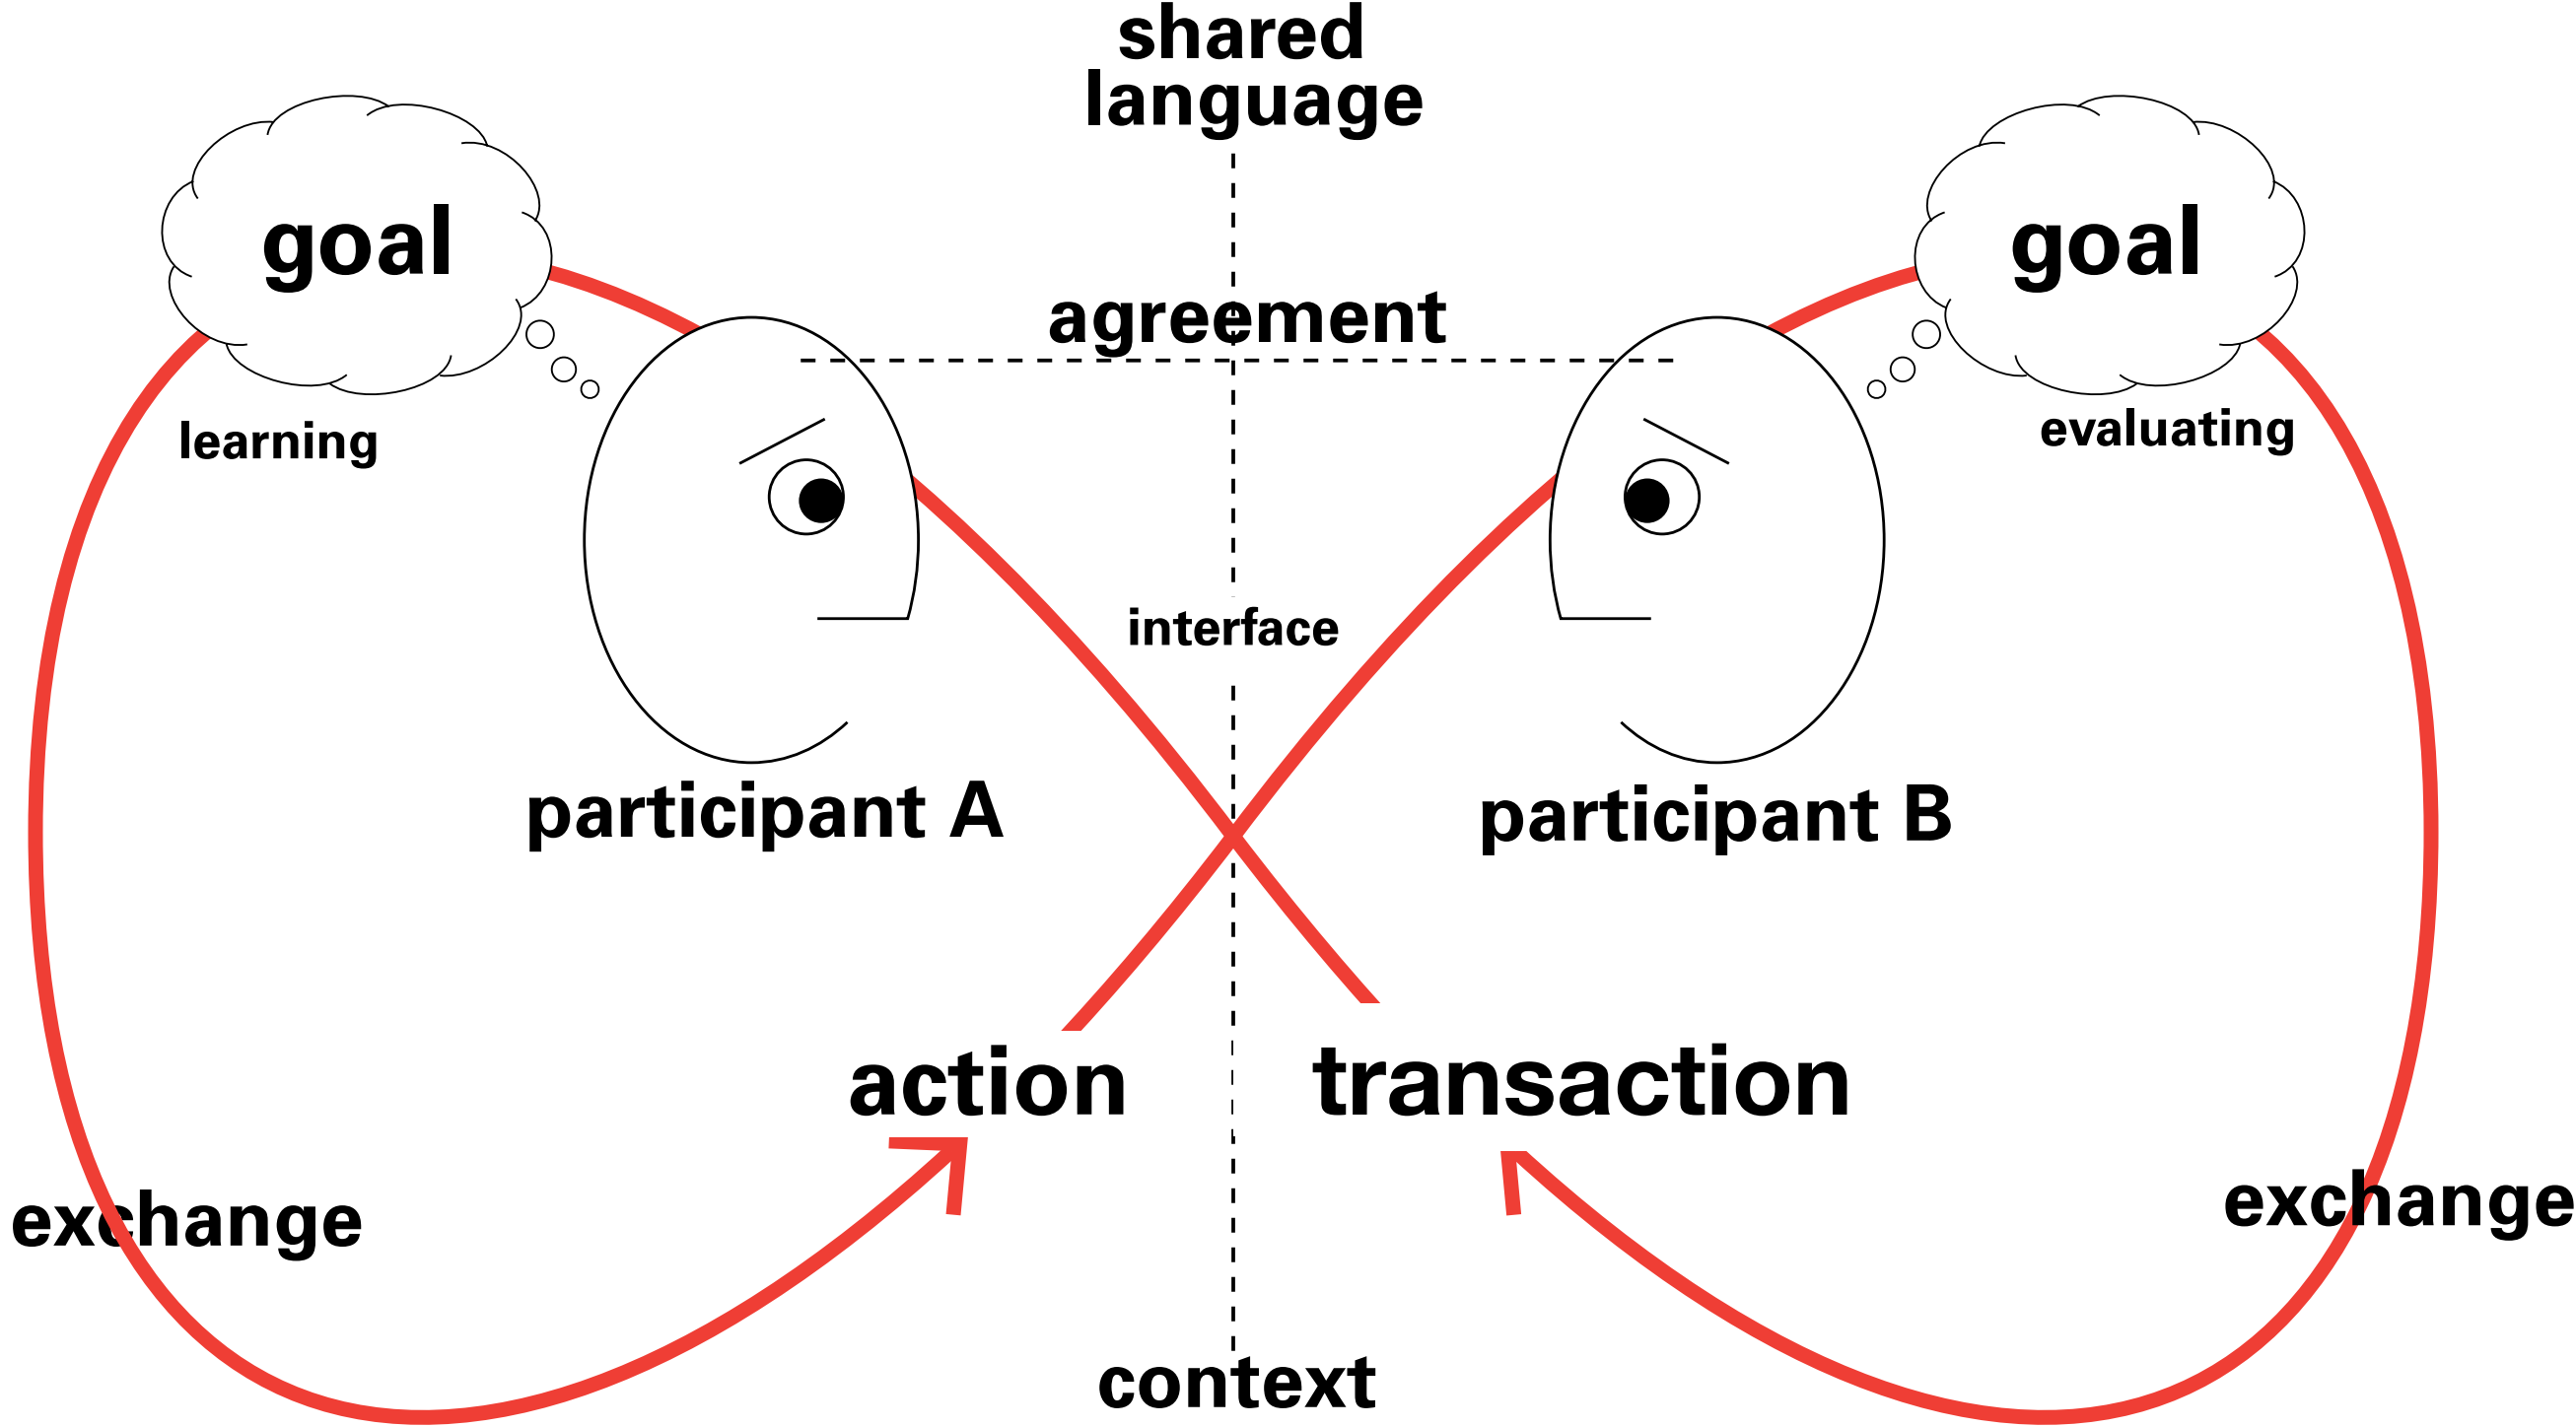 shared
language
goal
goal
agreement
learning
evaluating
interface
participant A
participant B
action
transaction
exchange
exchange
context